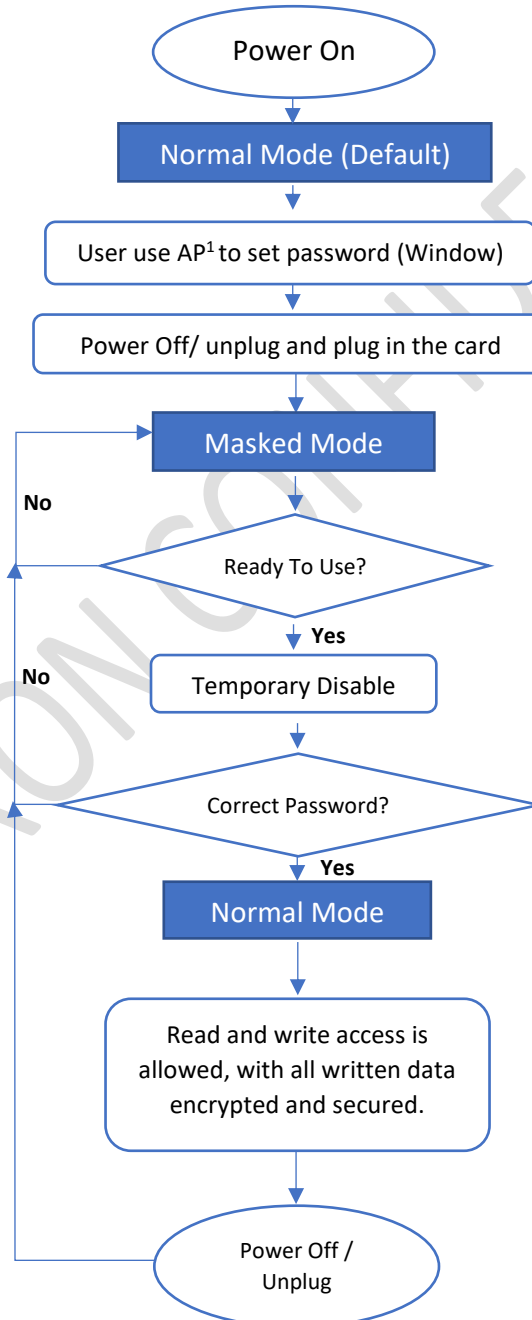 Power On
Normal Mode (Default)
User use AP¹ to set password (Window)
Power Off/ unplug and plug in the card
Masked Mode
No
Ready To Use?
Yes
No
Temporary Disable
Correct Password?
Yes
Normal Mode
Read and write access is
allowed, with all written data
encrypted and secured.
Power Off /
Unplug